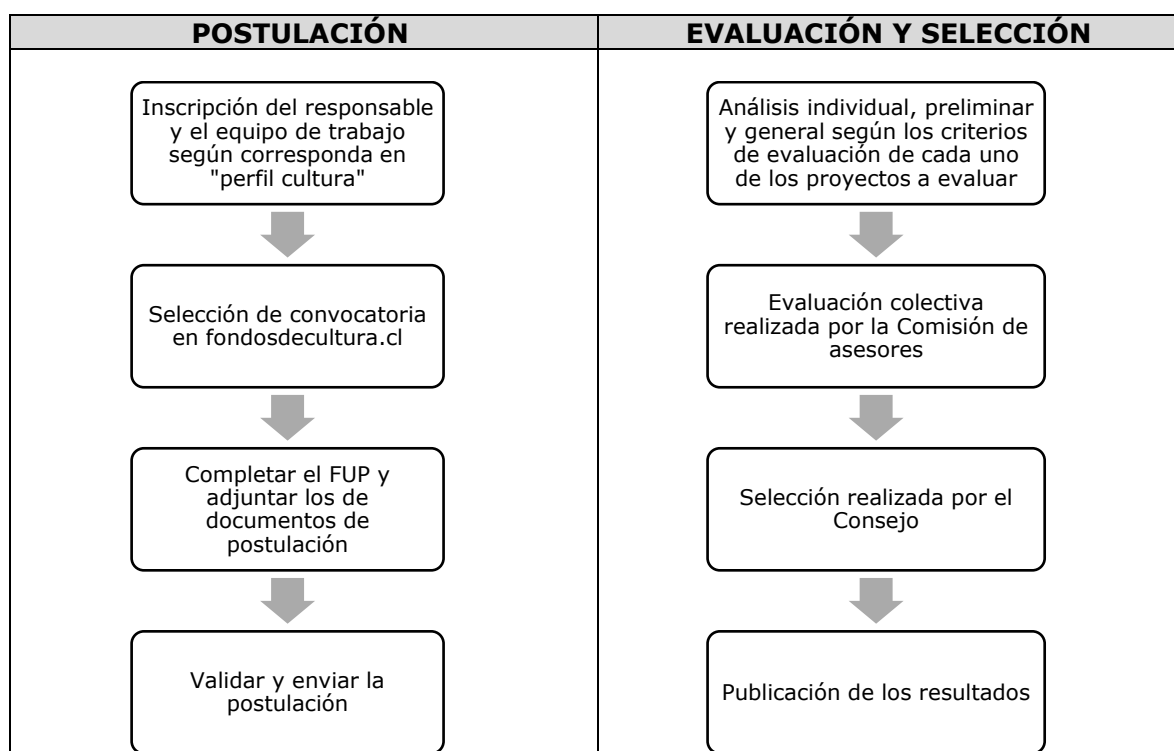 POSTULACIÓN
Inscripción del responsable
y el equipo de trabajo
según corresponda en
"perfil cultura"
Selección de convocatoria
en fondosdecultura.cl
Completar el FUP y
adjuntar los de
documentos de
postulación
Validar y enviar la
postulación
EVALUACIÓN Y SELECCIÓN
Análisis individual, preliminar
y general según los criterios
de evaluación de cada uno
de los proyectos a evaluar
Evaluación colectiva
realizada por la Comisión de
asesores
Selección realizada por el
Consejo
Publicación de los resultados